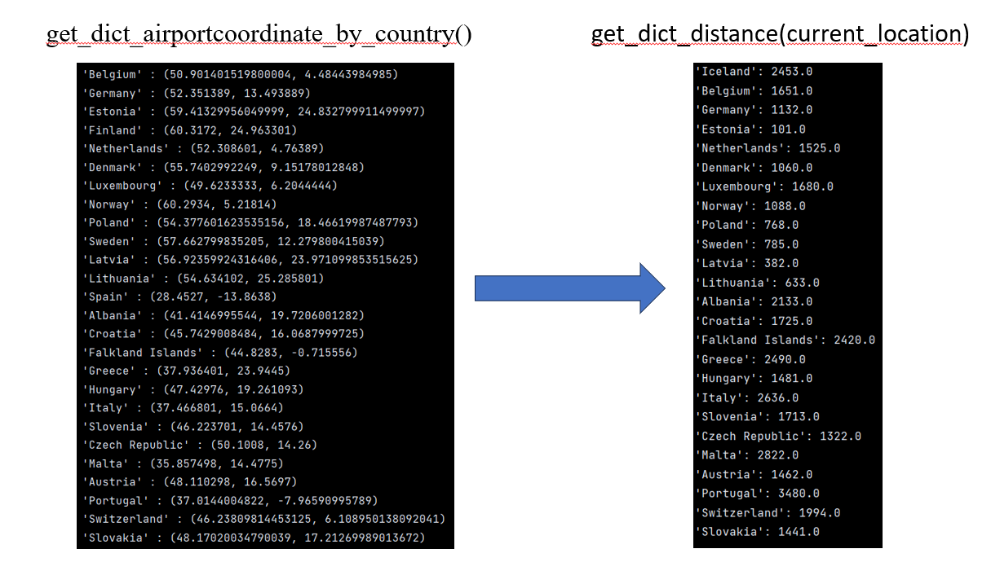 get_dict_airportcoordinate_by_country()
'Belgium' : (50.901401519800004, 4.48443984985)
'Germany' : (52.351389, 13.493889)
'Estonia' : (59.41329956049999, 24.832799911499997)
'Finland' : (60.3172, 24.963301)
'Netherlands' : (52.308601, 4.76389)
'Denmark' : (55.7402992249, 9.15178012848)
'Luxembourg' : (49.6233333, 6.2044444)
'Norway' : (60.2934, 5.21814)
'Poland' : (54.377601623535156, 18.46619987487793)
'Sweden' : (57.662799835205, 12.279800415039)
'Latvia' : (56.92359924316406, 23.971099853515625)
'Lithuania' : (54.634102, 25.285801)
'Spain' : (28.4527, -13.8638)
'Albania' : (41.4146995544, 19.7206001282)
'Croatia' : (45.7429008484, 16.0687999725)
'Falkland Islands' : (44.8283, -0.715556)
'Greece' : (37.936401, 23.9445)
'Hungary' : (47.42976, 19.261093)
'Italy' : (37.466801, 15.0664)
'Slovenia' : (46.223701, 14.4576)
'Czech Republic' : (50.1008, 14.26)
'Malta' : (35.857498, 14.4775)
'Austria' : (48.110298, 16.5697)
'Portugal' : (37.0144004822, -7.96590995789)
'Switzerland' : (46.23809814453125, 6.108950138092041)
'Slovakia' : (48.17020034790039, 17.21269989013672)
get_dict_distance(current_location)
'Iceland': 2453.0
'Belgium': 1651.0
'Germany': 1132.0
'Estonia': 101.0
'Netherlands': 1525.0
'Denmark': 1060.0
'Luxembourg': 1680.0
'Norway': 1088.0
'Poland': 768.0
'Sweden': 785.0
'Latvia': 382.0
'Lithuania': 633.0
'Albania': 2133.0
'Croatia': 1725.0
'Falkland Islands': 2420.0
'Greece': 2490.0
'Hungary': 1481.0
'Italy': 2636.0
'Slovenia': 1713.0
'Czech Republic': 1322.0
'Malta': 2822.0
'Austria': 1462.0
'Portugal': 3480.0
'Switzerland': 1994.0
'Slovakia': 1441.0